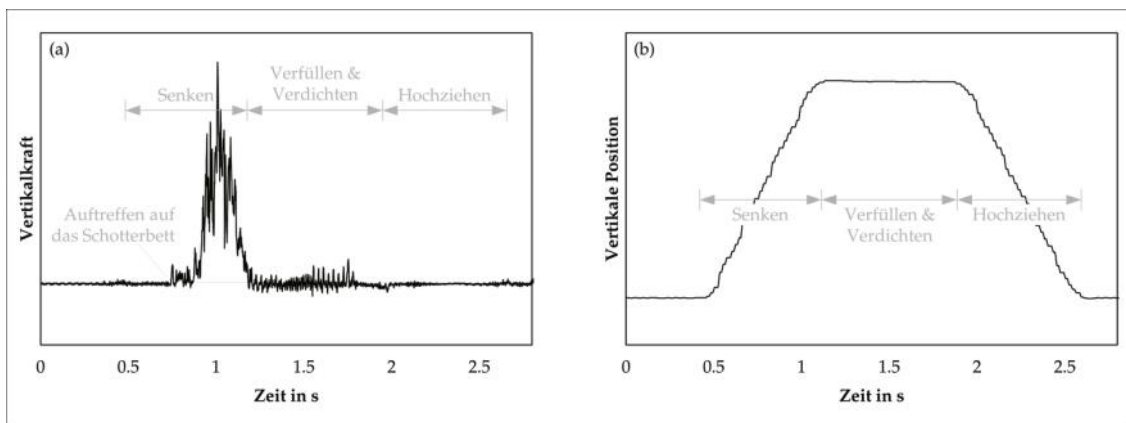 (a)
Verfüllen &
Verdichten
Senken
Hochziehen
Auftreffen auf
das Schotterbett
Vertikalkraft
0 0.5 1 1.5 2 2.5
Zeit in s
(b)
Senken
Verfüllen &
Verdichten
Hochziehen
Vertikale Position
0 0.5 1 1.5 2 2.5
Zeit in s